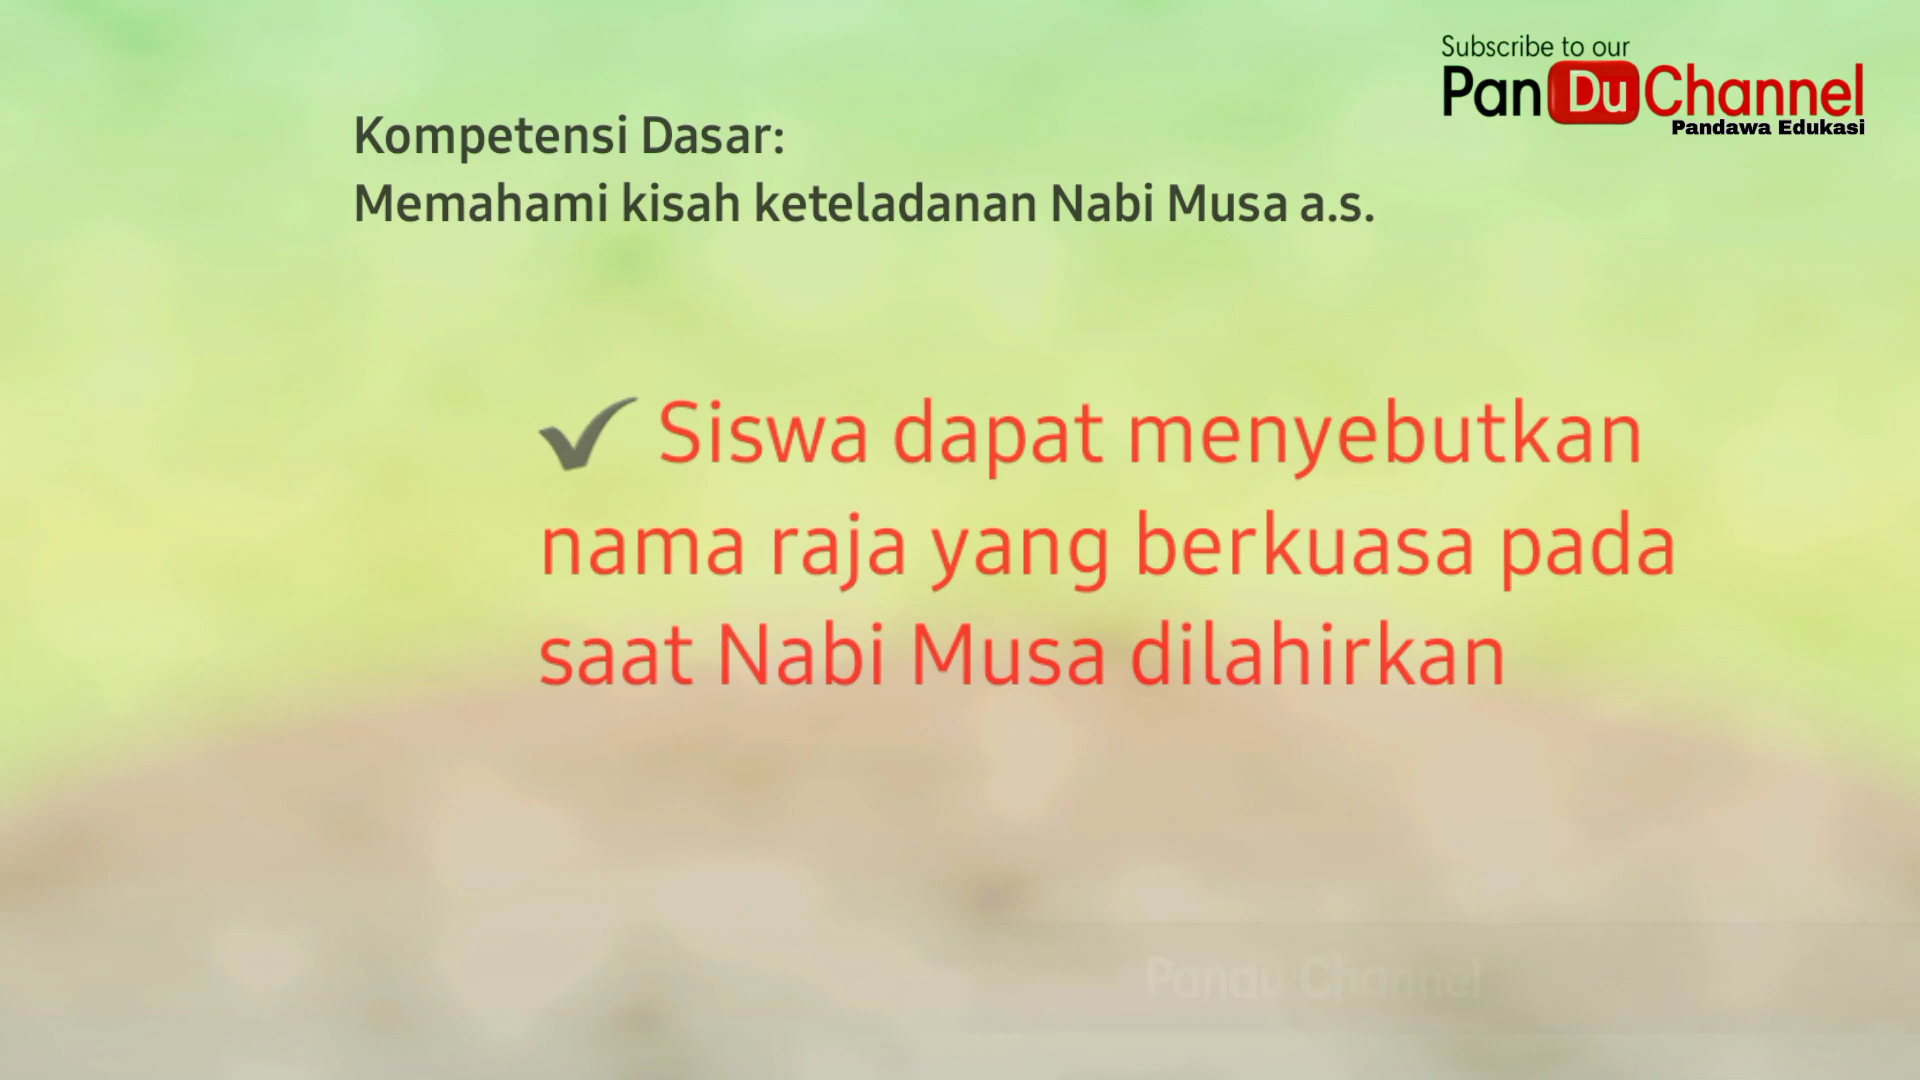 Subscribe to our
PanDuChannel
Pandawa Edukasi
Kompetensi Dasar:
Memahami kisah keteladanan Nabi Musa a.s.
✔ Siswa dapat menyebutkan
nama raja yang berkuasa pada
saat Nabi Musa dilahirkan
Pandu Channel